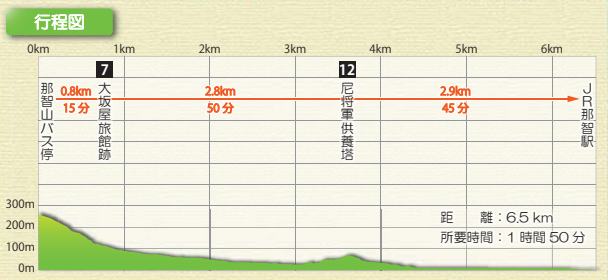 行程図
0km 1km 2km 3km 4km 5km 6km
7 12
那智山バス停
0.8km
15分
大坂屋旅館跡
2.8km
50分
尼将軍供養塔
2.9km
45分
JR那智駅
300m
200m
100m
0m
距　離：6.5 km
所要時間：1時間50分